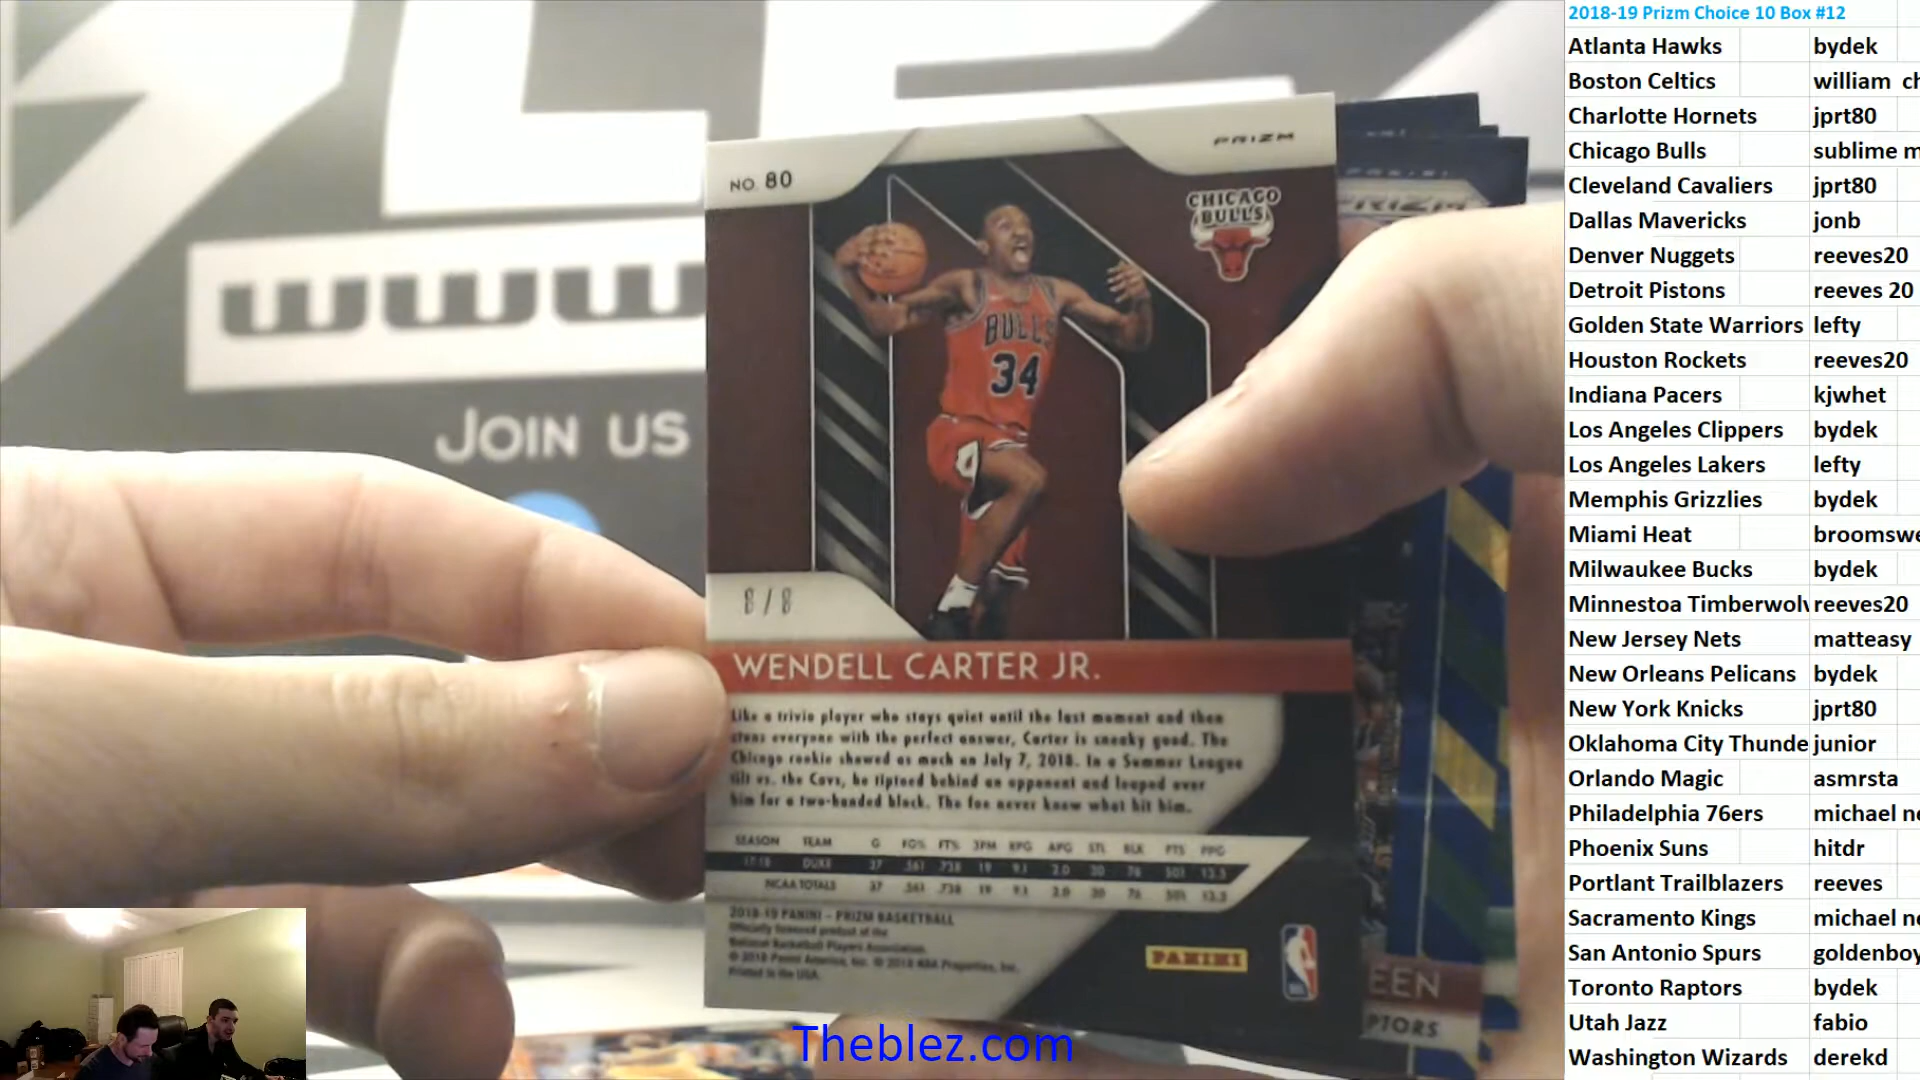 WWW
JOIN US
NO. 80
PRIZM
CHICAGO
BULLS
BULLS
34
8/8
WENDELL CARTER JR.
Like a trivia player who stays quiet until the last moment and then
stuns everyone with the perfect answer, Carter is sneaky good. The
Chicago rookie showed as much on July 7, 2018. In a Summer League
tilt vs. the Cavs, he tiptoed behind an opponent and leaped over
him for a two-handed block. The foe never knew what hit him.
SEASON TEAM G FG% FT% 3PM RPG APG STL BLK PTS PPG
17-18 DUKE 37 .561 .738 19 9.1 2.0 30 76 501 13.5
NCAA TOTALS 37 .561 .738 19 9.1 2.0 30 76 501 13.5
2018-19 PANINI – PRIZM BASKETBALL
Officially licensed product of the
National Basketball Players Association.
© 2018 Panini America, Inc. © 2018 NBA Properties, Inc.
Printed in the USA.
PANINI
EEN
PTORS
Theblez.com
2018-19 Prizm Choice 10 Box #12
Atlanta Hawks bydek
Boston Celtics william ch
Charlotte Hornets jprt80
Chicago Bulls sublime m
Cleveland Cavaliers jprt80
Dallas Mavericks jonb
Denver Nuggets reeves20
Detroit Pistons reeves 20
Golden State Warriors lefty
Houston Rockets reeves20
Indiana Pacers kjwhet
Los Angeles Clippers bydek
Los Angeles Lakers lefty
Memphis Grizzlies bydek
Miami Heat broomswe
Milwaukee Bucks bydek
Minnestoa Timberwolv reeves20
New Jersey Nets matteasy
New Orleans Pelicans bydek
New York Knicks jprt80
Oklahoma City Thunde junior
Orlando Magic asmrsta
Philadelphia 76ers michael ne
Phoenix Suns hitdr
Portlant Trailblazers reeves
Sacramento Kings michael ne
San Antonio Spurs goldenboy
Toronto Raptors bydek
Utah Jazz fabio
Washington Wizards derekd